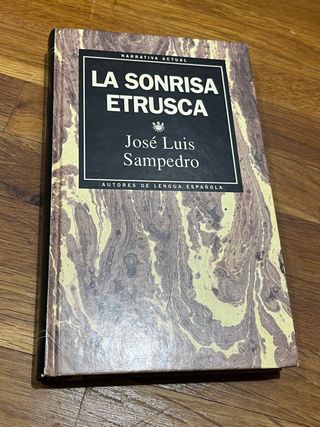 NARRATIVA ACTUAL
LA SONRISA
ETRUSCA
José Luis
Sampedro
AUTORES DE LENGUA ESPAÑOLA